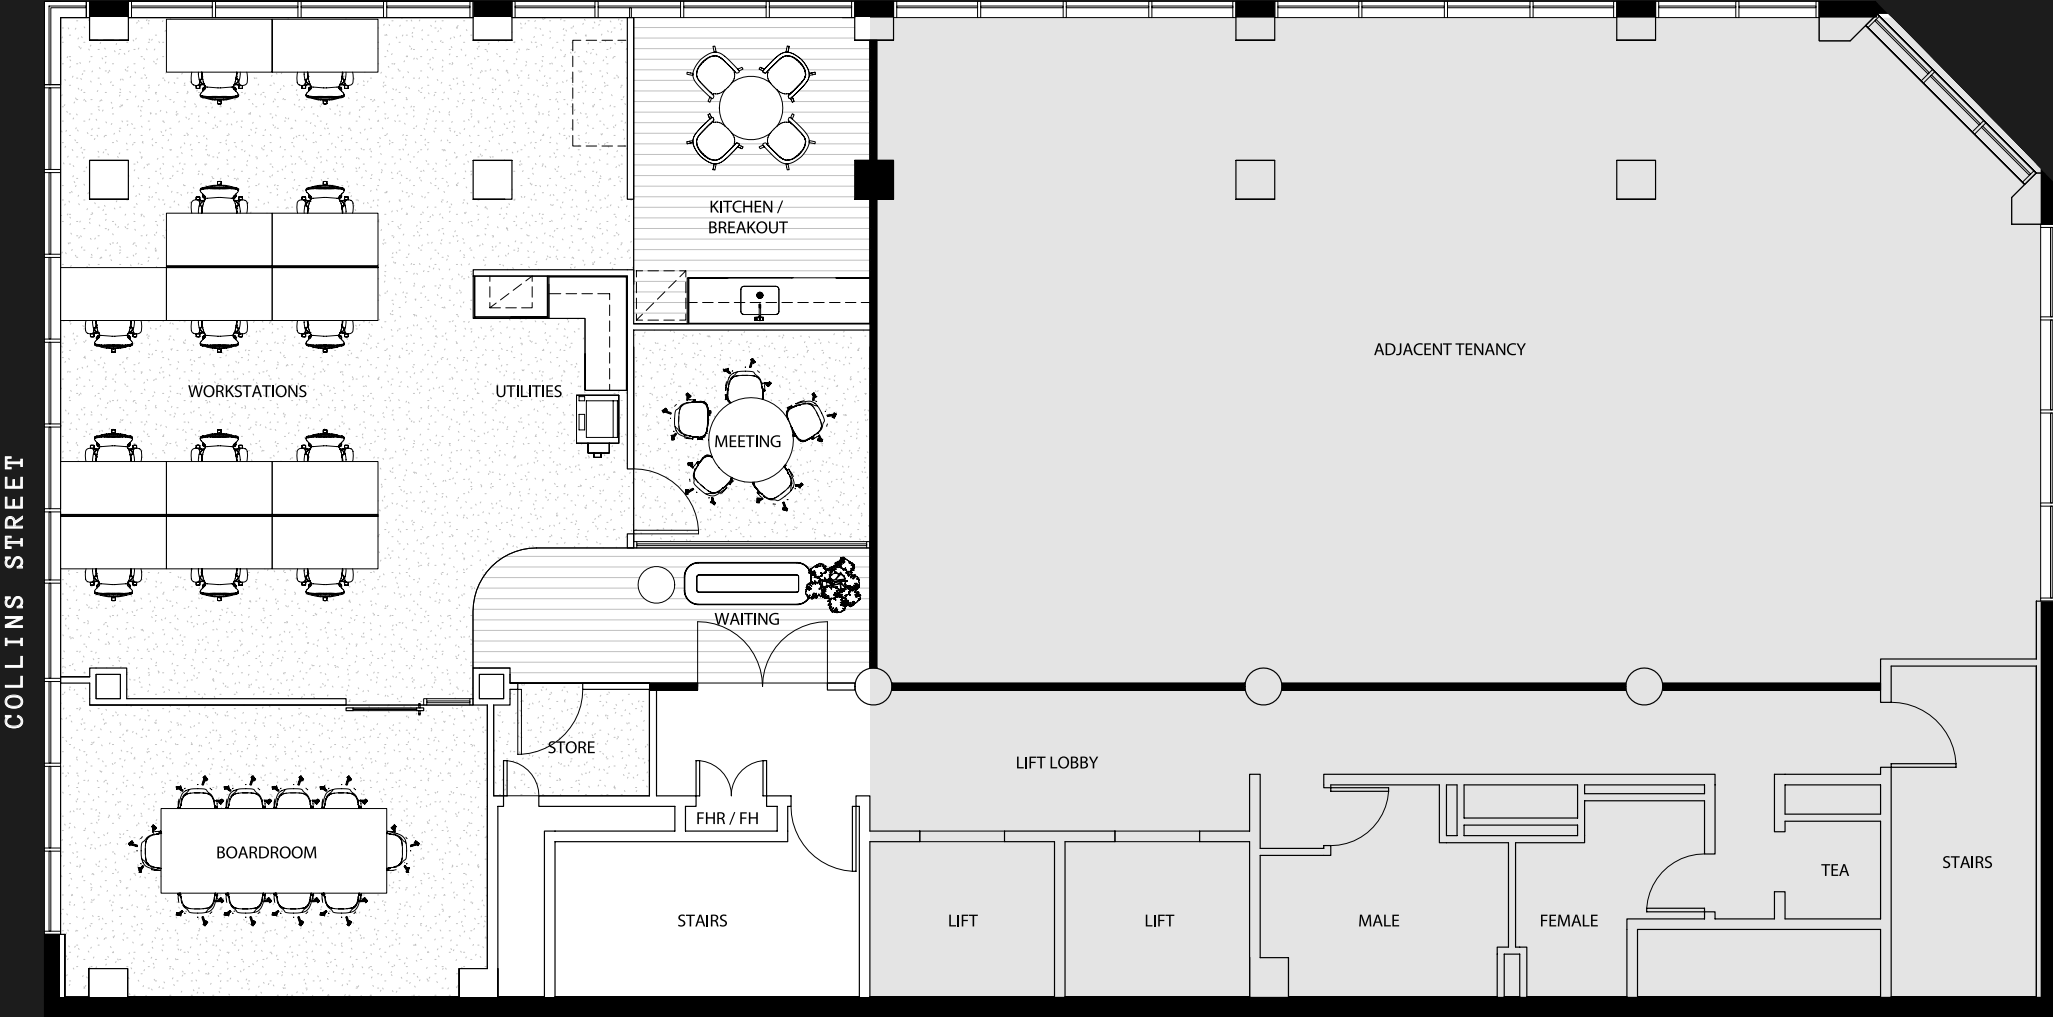 COLLINS STREET
KITCHEN /
BREAKOUT
ADJACENT TENANCY
WORKSTATIONS
UTILITIES
MEETING
WAITING
STORE
LIFT LOBBY
FHR / FH
BOARDROOM
STAIRS
LIFT
LIFT
MALE
FEMALE
TEA
STAIRS